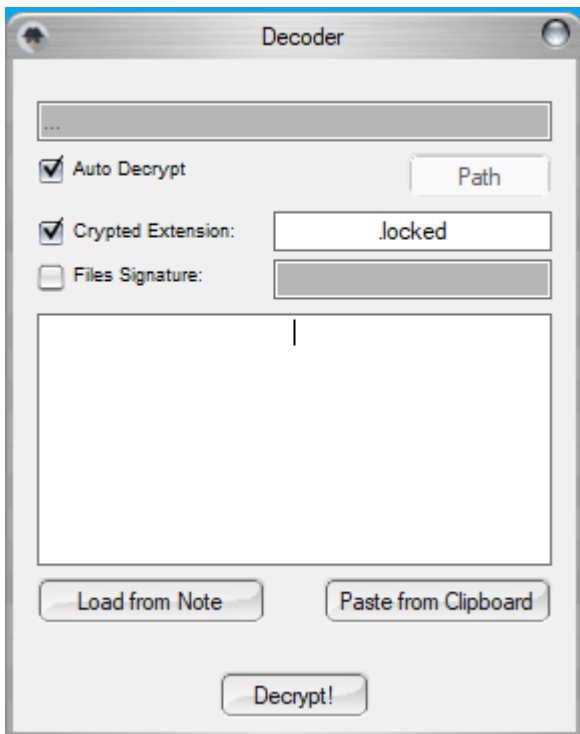 Decoder
...
Auto Decrypt
Path
Crypted Extension:
.locked
Files Signature:
Load from Note
Paste from Clipboard
Decrypt!